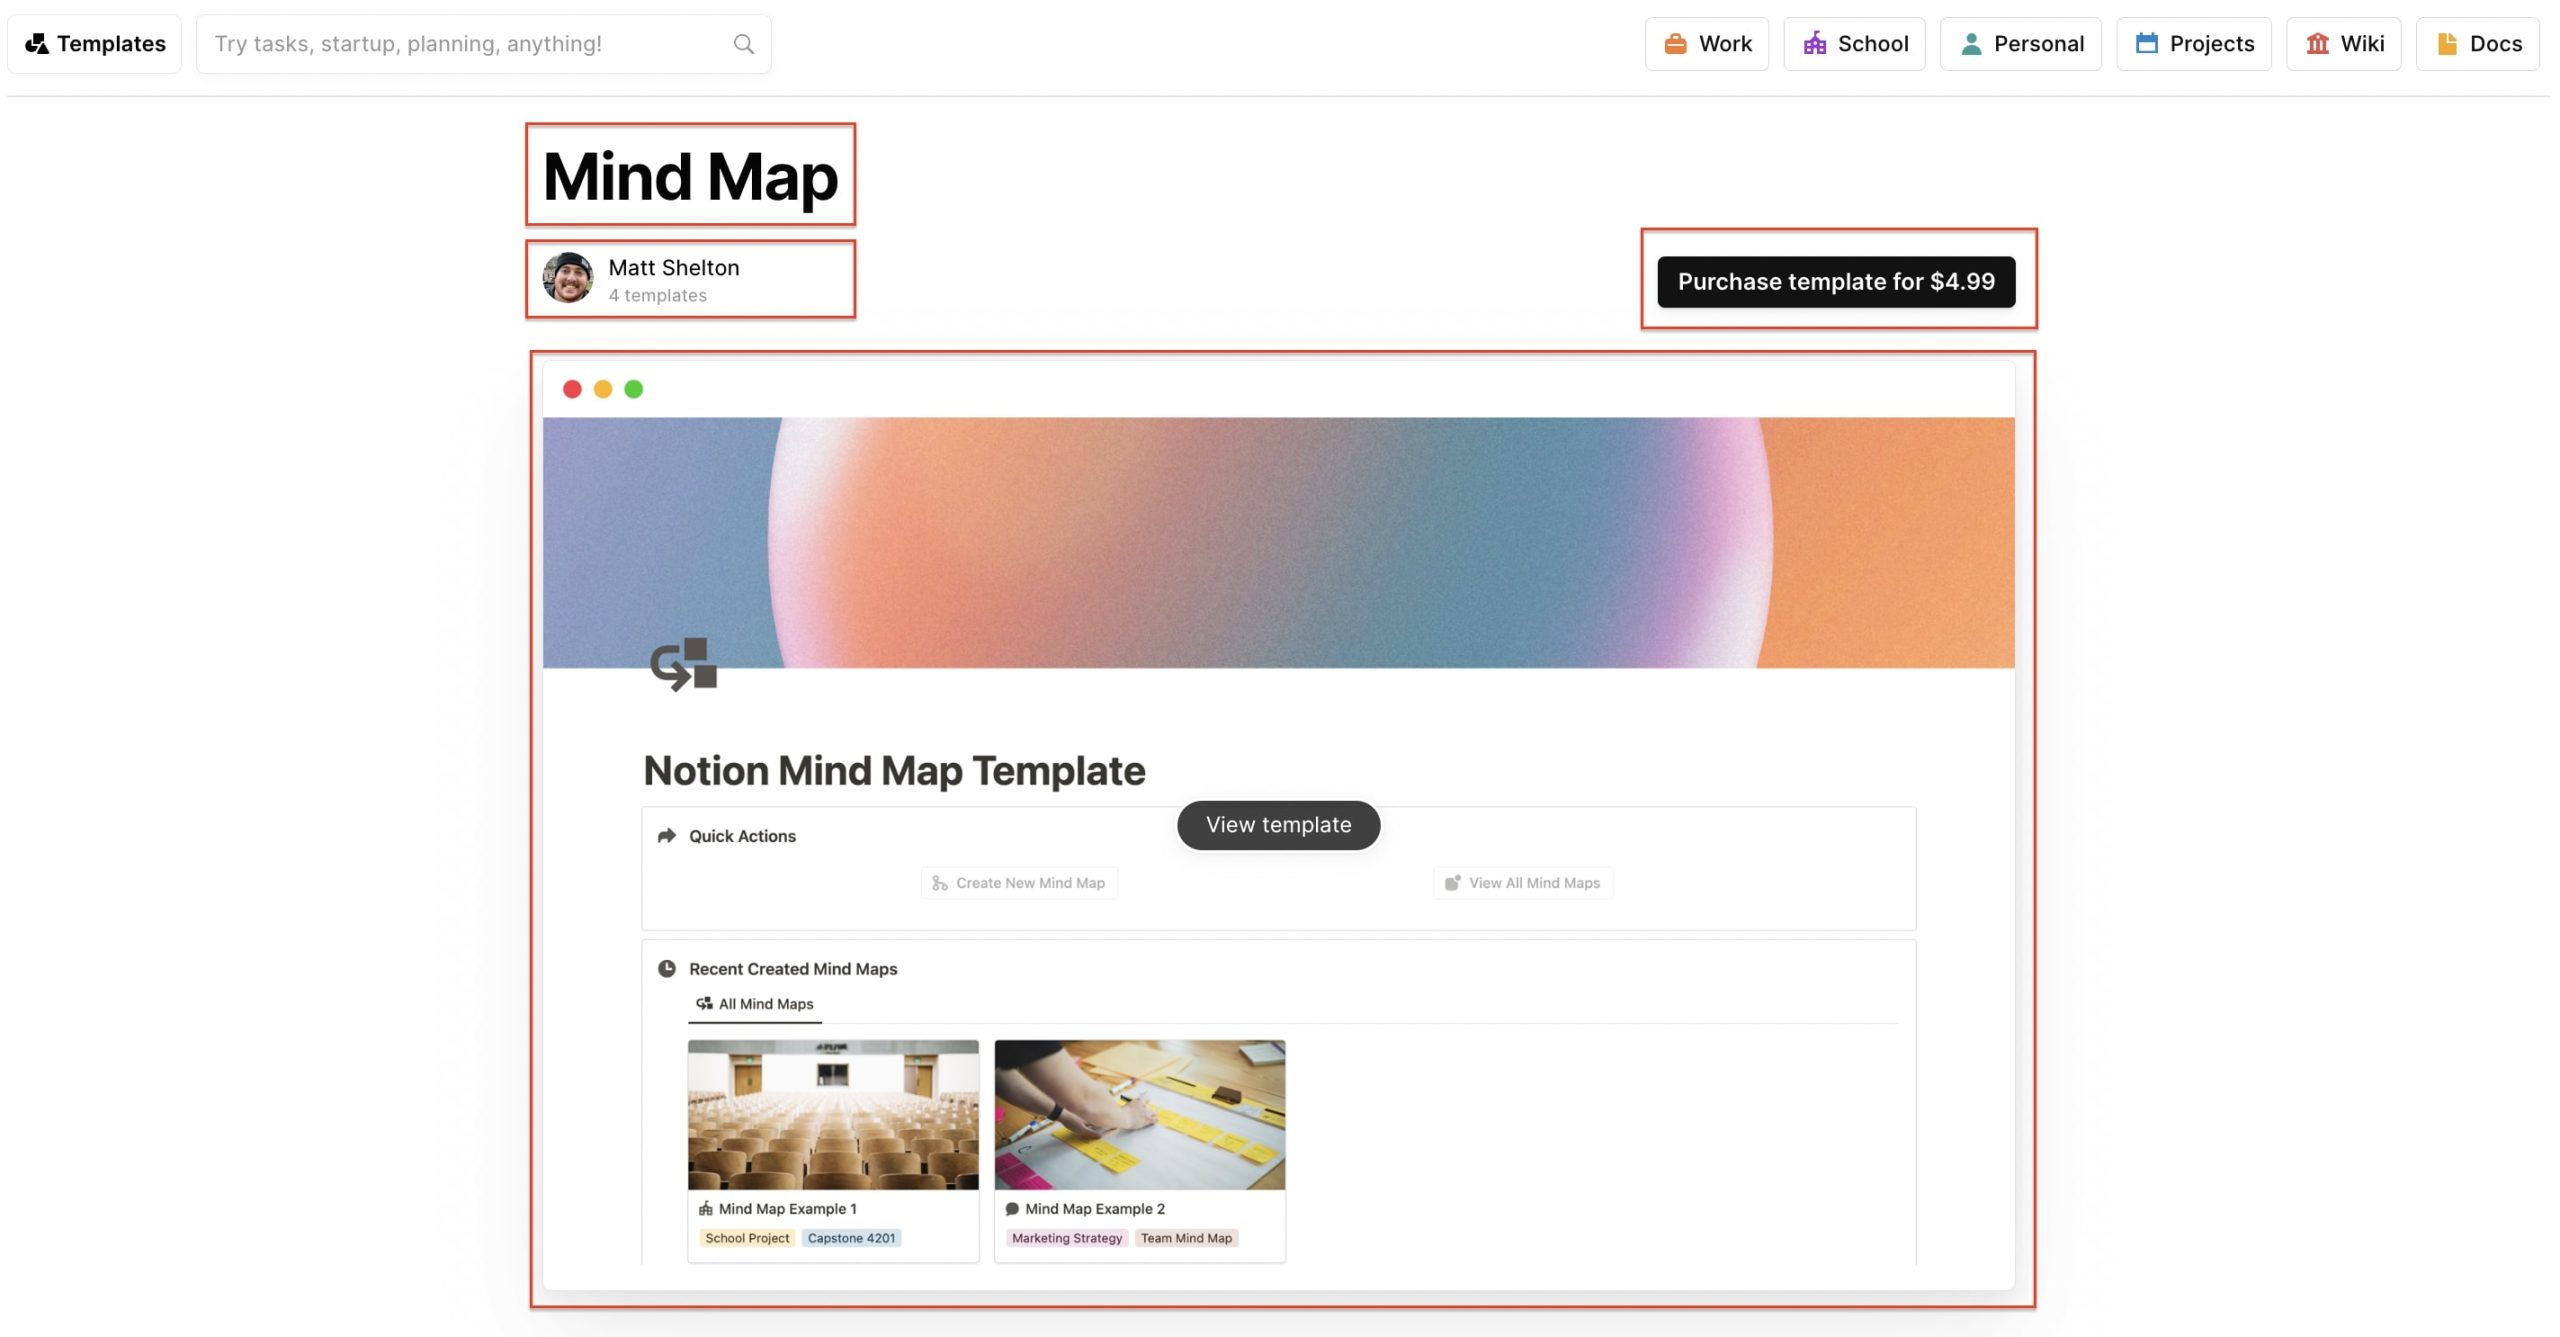 Templates
Try tasks, startup, planning, anything!
Work
School
Personal
Projects
Wiki
Docs
Mind Map
Matt Shelton
4 templates
Purchase template for $4.99
Notion Mind Map Template
View template
Quick Actions
Create New Mind Map
View All Mind Maps
Recent Created Mind Maps
All Mind Maps
Mind Map Example 1
School Project Capstone 4201
Mind Map Example 2
Marketing Strategy Team Mind Map